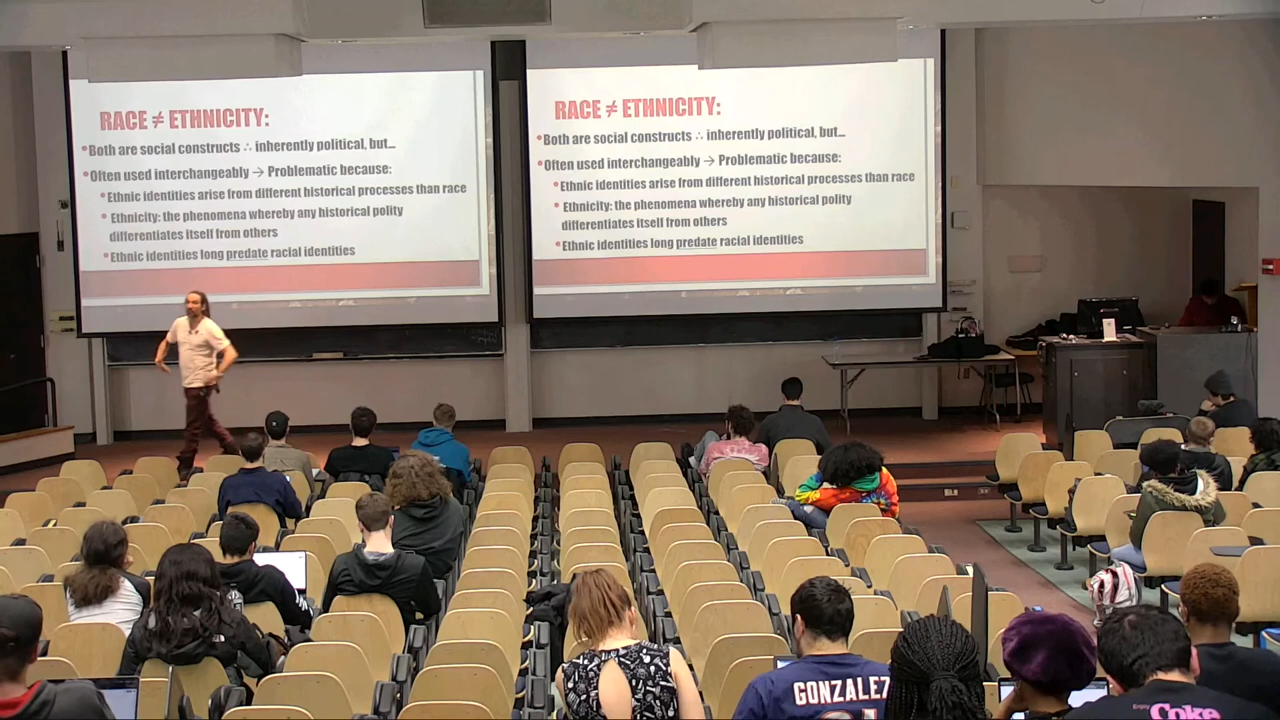 RACE ≠ ETHNICITY:
•Both are social constructs ∴ inherently political, but...
•Often used interchangeably → Problematic because:
•Ethnic identities arise from different historical processes than race
•Ethnicity: the phenomena whereby any historical polity
differentiates itself from others
•Ethnic identities long predate racial identities
RACE ≠ ETHNICITY:
•Both are social constructs ∴ inherently political, but...
•Often used interchangeably → Problematic because:
•Ethnic identities arise from different historical processes than race
•Ethnicity: the phenomena whereby any historical polity
differentiates itself from others
•Ethnic identities long predate racial identities
GONZALEZ
Enjoy
Coke